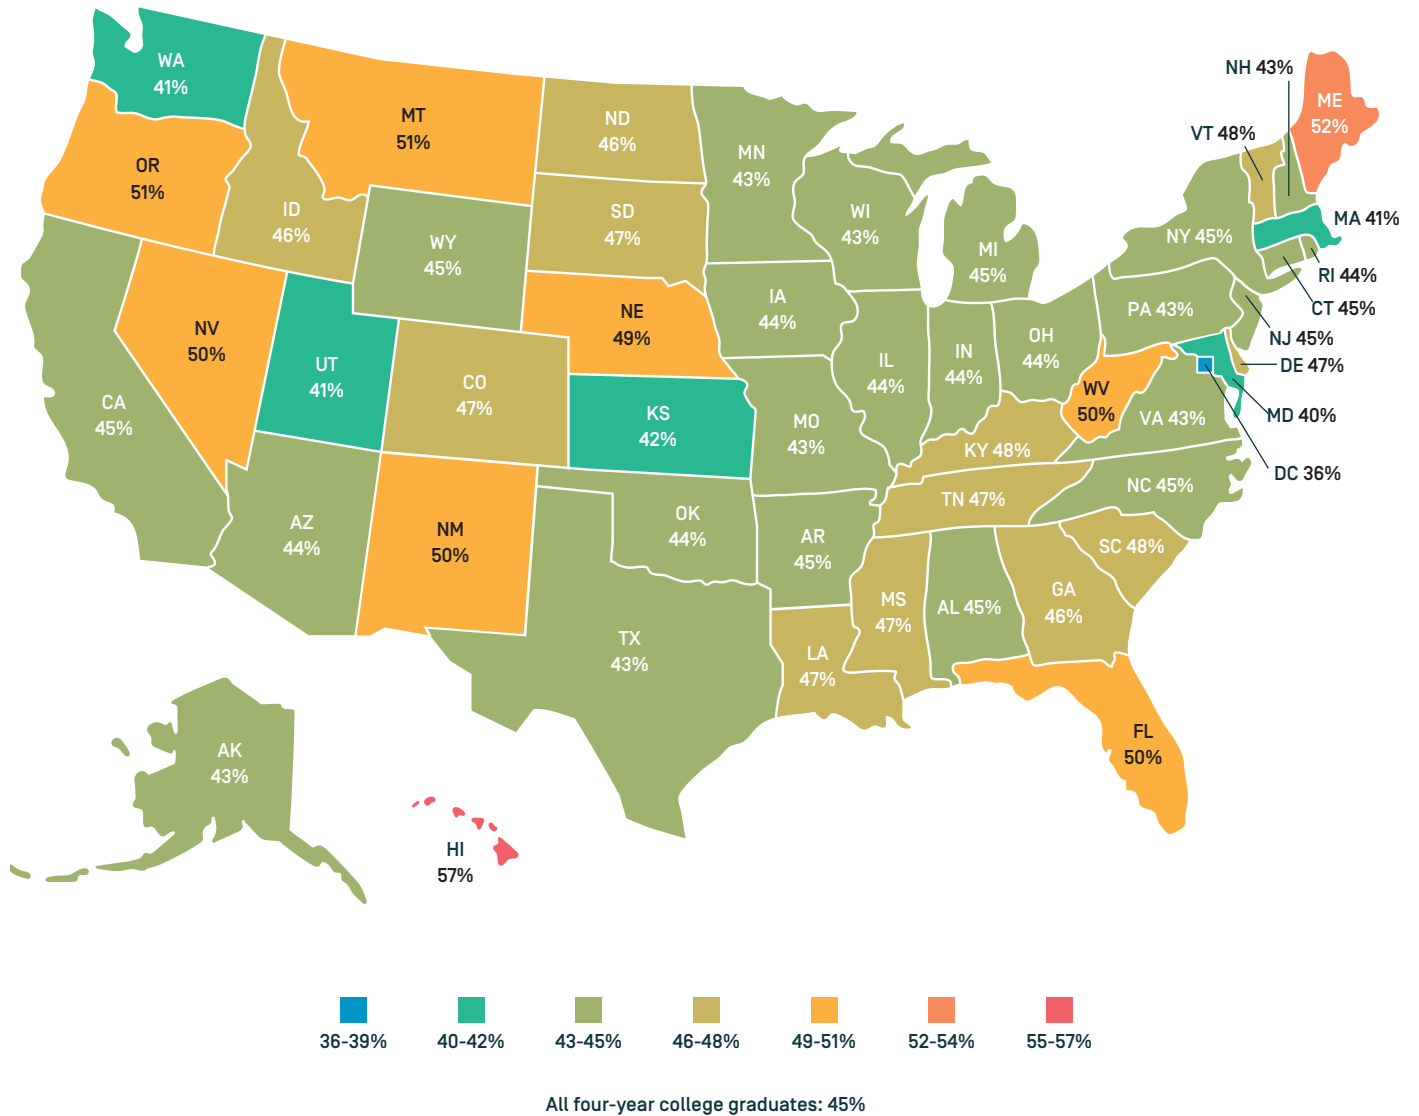 WA
41%
OR
51%
MT
51%
ID
46%
ND
46%
SD
47%
WY
45%
MN
43%
WI
43%
MI
45%
NH 43%
VT 48%
ME
52%
MA 41%
NY 45%
RI 44%
CT 45%
PA 43%
NJ 45%
DE 47%
MD 40%
DC 36%
NV
50%
UT
41%
CA
45%
CO
47%
NE
49%
KS
42%
IA
44%
MO
43%
IL
44%
IN
44%
OH
44%
WV
50%
VA 43%
KY 48%
TN 47%
NC 45%
SC 48%
AZ
44%
NM
50%
OK
44%
AR
45%
TX
43%
LA
47%
MS
47%
AL 45%
GA
46%
FL
50%
AK
43%
HI
57%
36-39%
40-42%
43-45%
46-48%
49-51%
52-54%
55-57%
All four-year college graduates: 45%